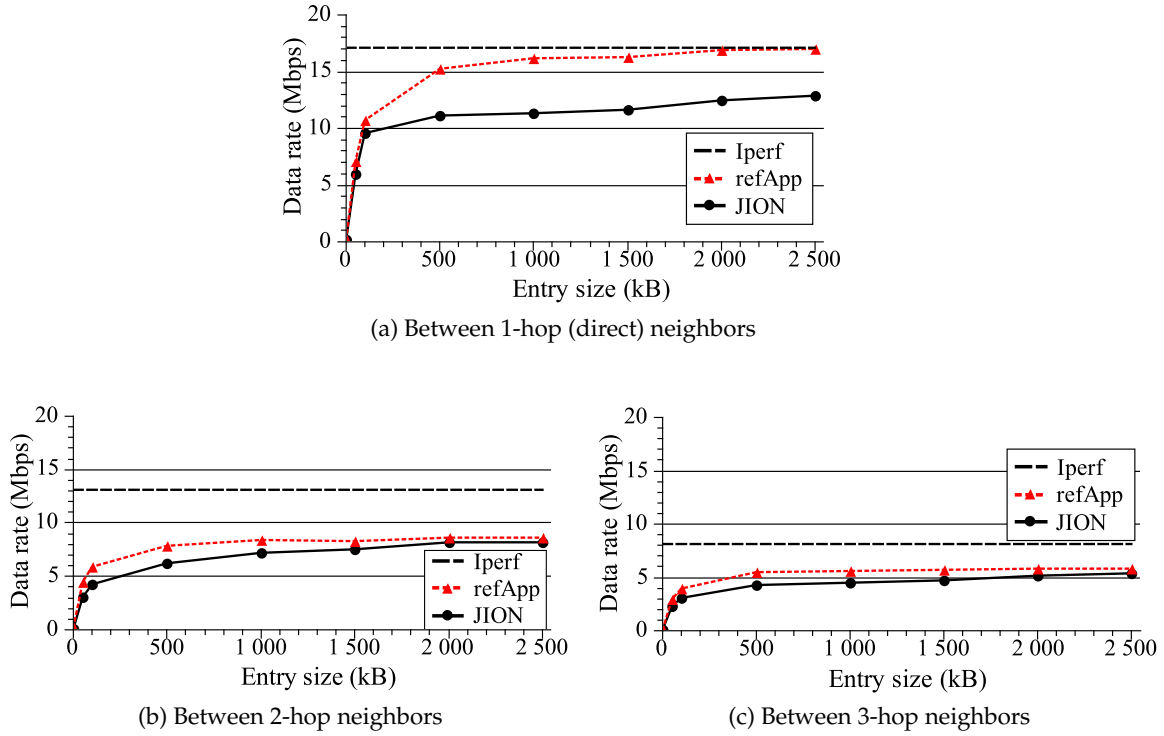 20
15
10
5
0
Data rate (Mbps)
Iperf
refApp
JION
0 500 1 000 1 500 2 000 2 500
Entry size (kB)
(a) Between 1-hop (direct) neighbors
20
15
10
5
0
Data rate (Mbps)
Iperf
refApp
JION
0 500 1 000 1 500 2 000 2 500
Entry size (kB)
(b) Between 2-hop neighbors
20
15
10
5
0
Data rate (Mbps)
Iperf
refApp
JION
0 500 1 000 1 500 2 000 2 500
Entry size (kB)
(c) Between 3-hop neighbors